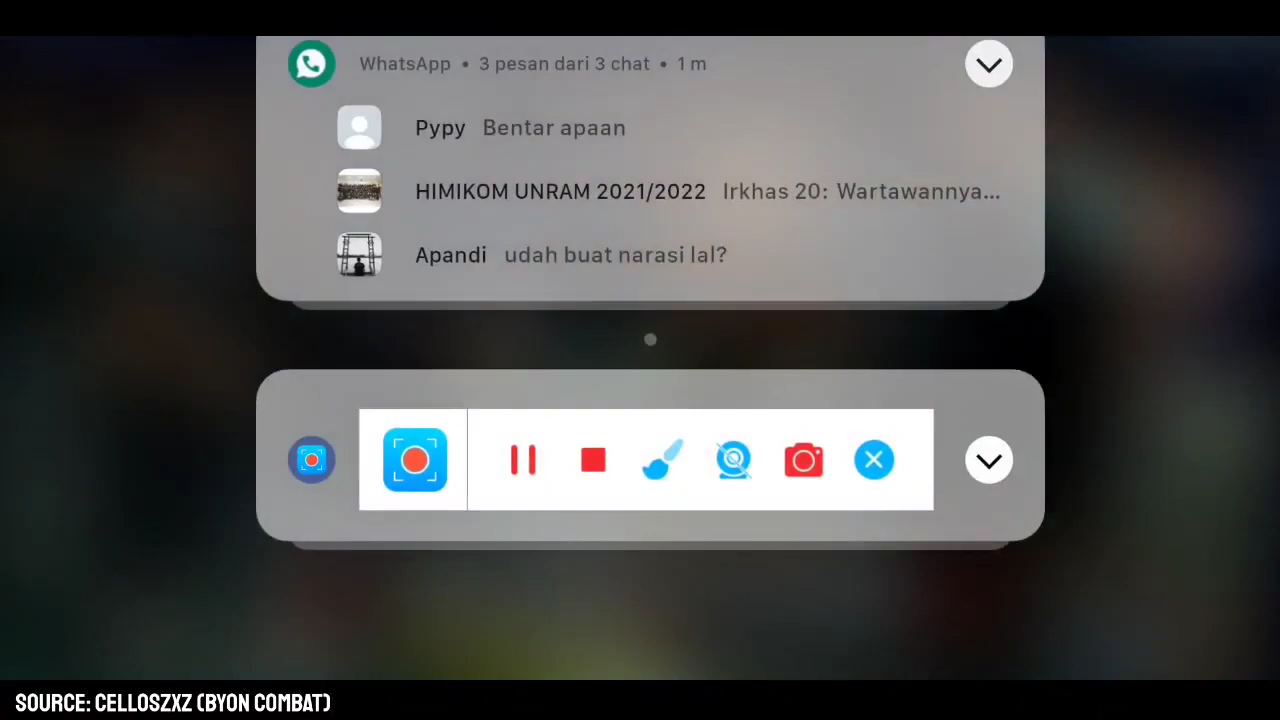 WhatsApp • 3 pesan dari 3 chat • 1 m
Pypy Bentar apaan
HIMIKOM UNRAM 2021/2022 Irkhas 20: Wartawannya...
Apandi udah buat narasi lal?
SOURCE: CELLOSZXZ (BYON COMBAT)